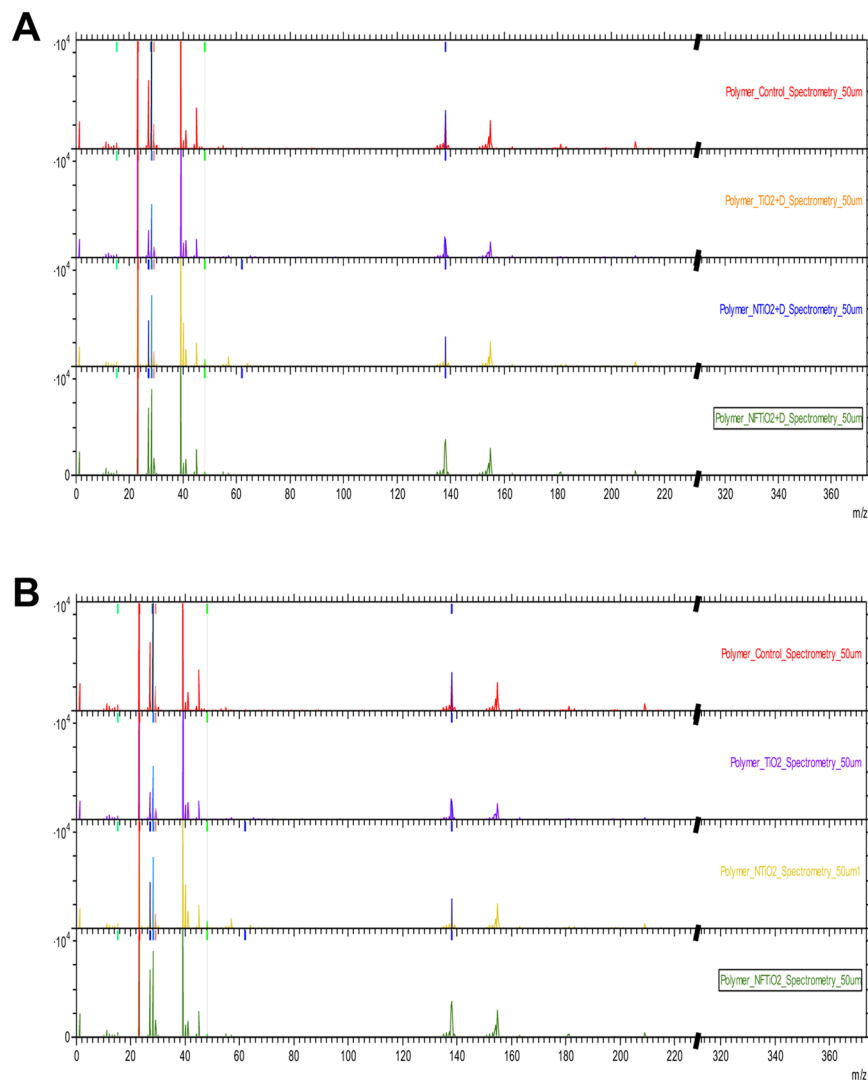 A
·10⁴
Polymer_Control_Spectrometry_50um
·10⁴
Polymer_TiO2+D_Spectrometry_50um
·10⁴
Polymer_NTiO2+D_Spectrometry_50um
·10⁴
Polymer_NFTiO2+D_Spectrometry_50um
0
0 20 40 60 80 100 120 140 160 180 200 220 320 340 360
m/z
B
·10⁴
Polymer_Control_Spectrometry_50um
·10⁴
Polymer_TiO2_Spectrometry_50um
·10⁴
Polymer_NTiO2_Spectrometry_50um1
·10⁴
Polymer_NFTiO2_Spectrometry_50um
0
0 20 40 60 80 100 120 140 160 180 200 220 320 340 360
m/z